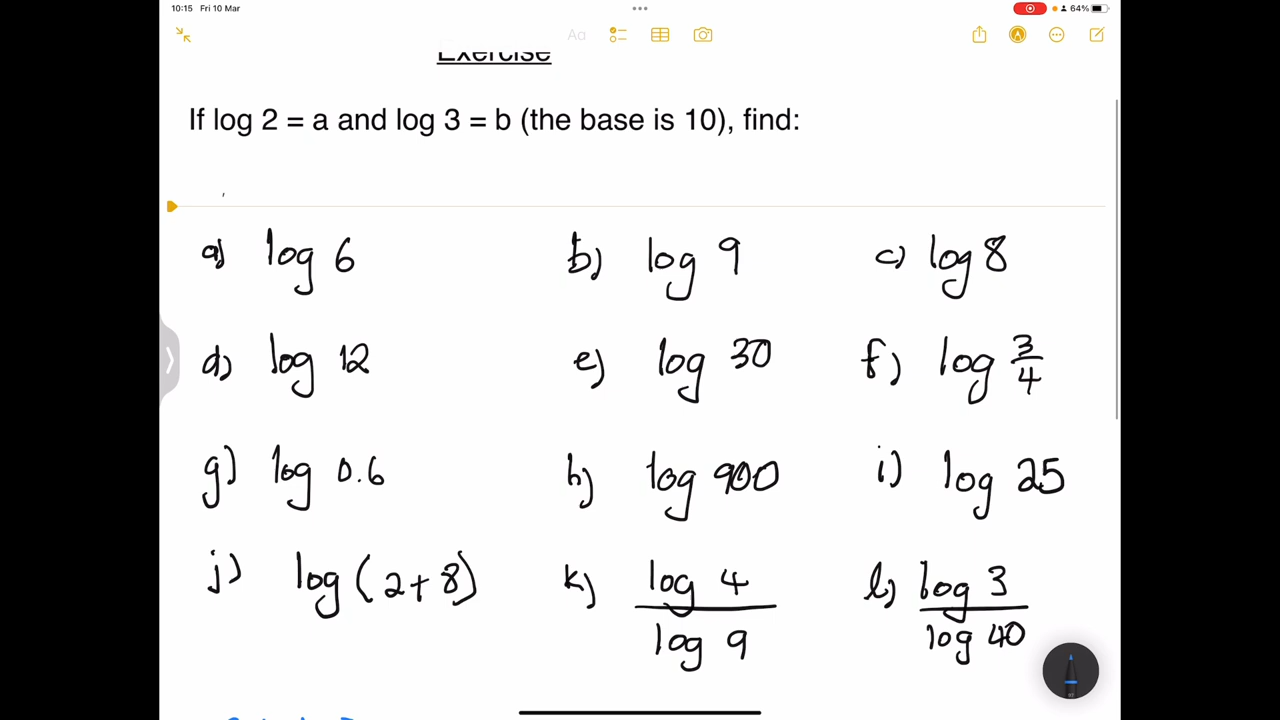 10:15 Fri 10 Mar
64%
Aa
Exercise
If log 2 = a and log 3 = b (the base is 10), find:
,
a) log 6 b) log 9 c) log 8
d) log 12 e) log 30 f) log 3/4
g) log 0.6 h) log 900 i) log 25
j) log (2+8) k) log 4 / log 9 l) log 3 / log 40